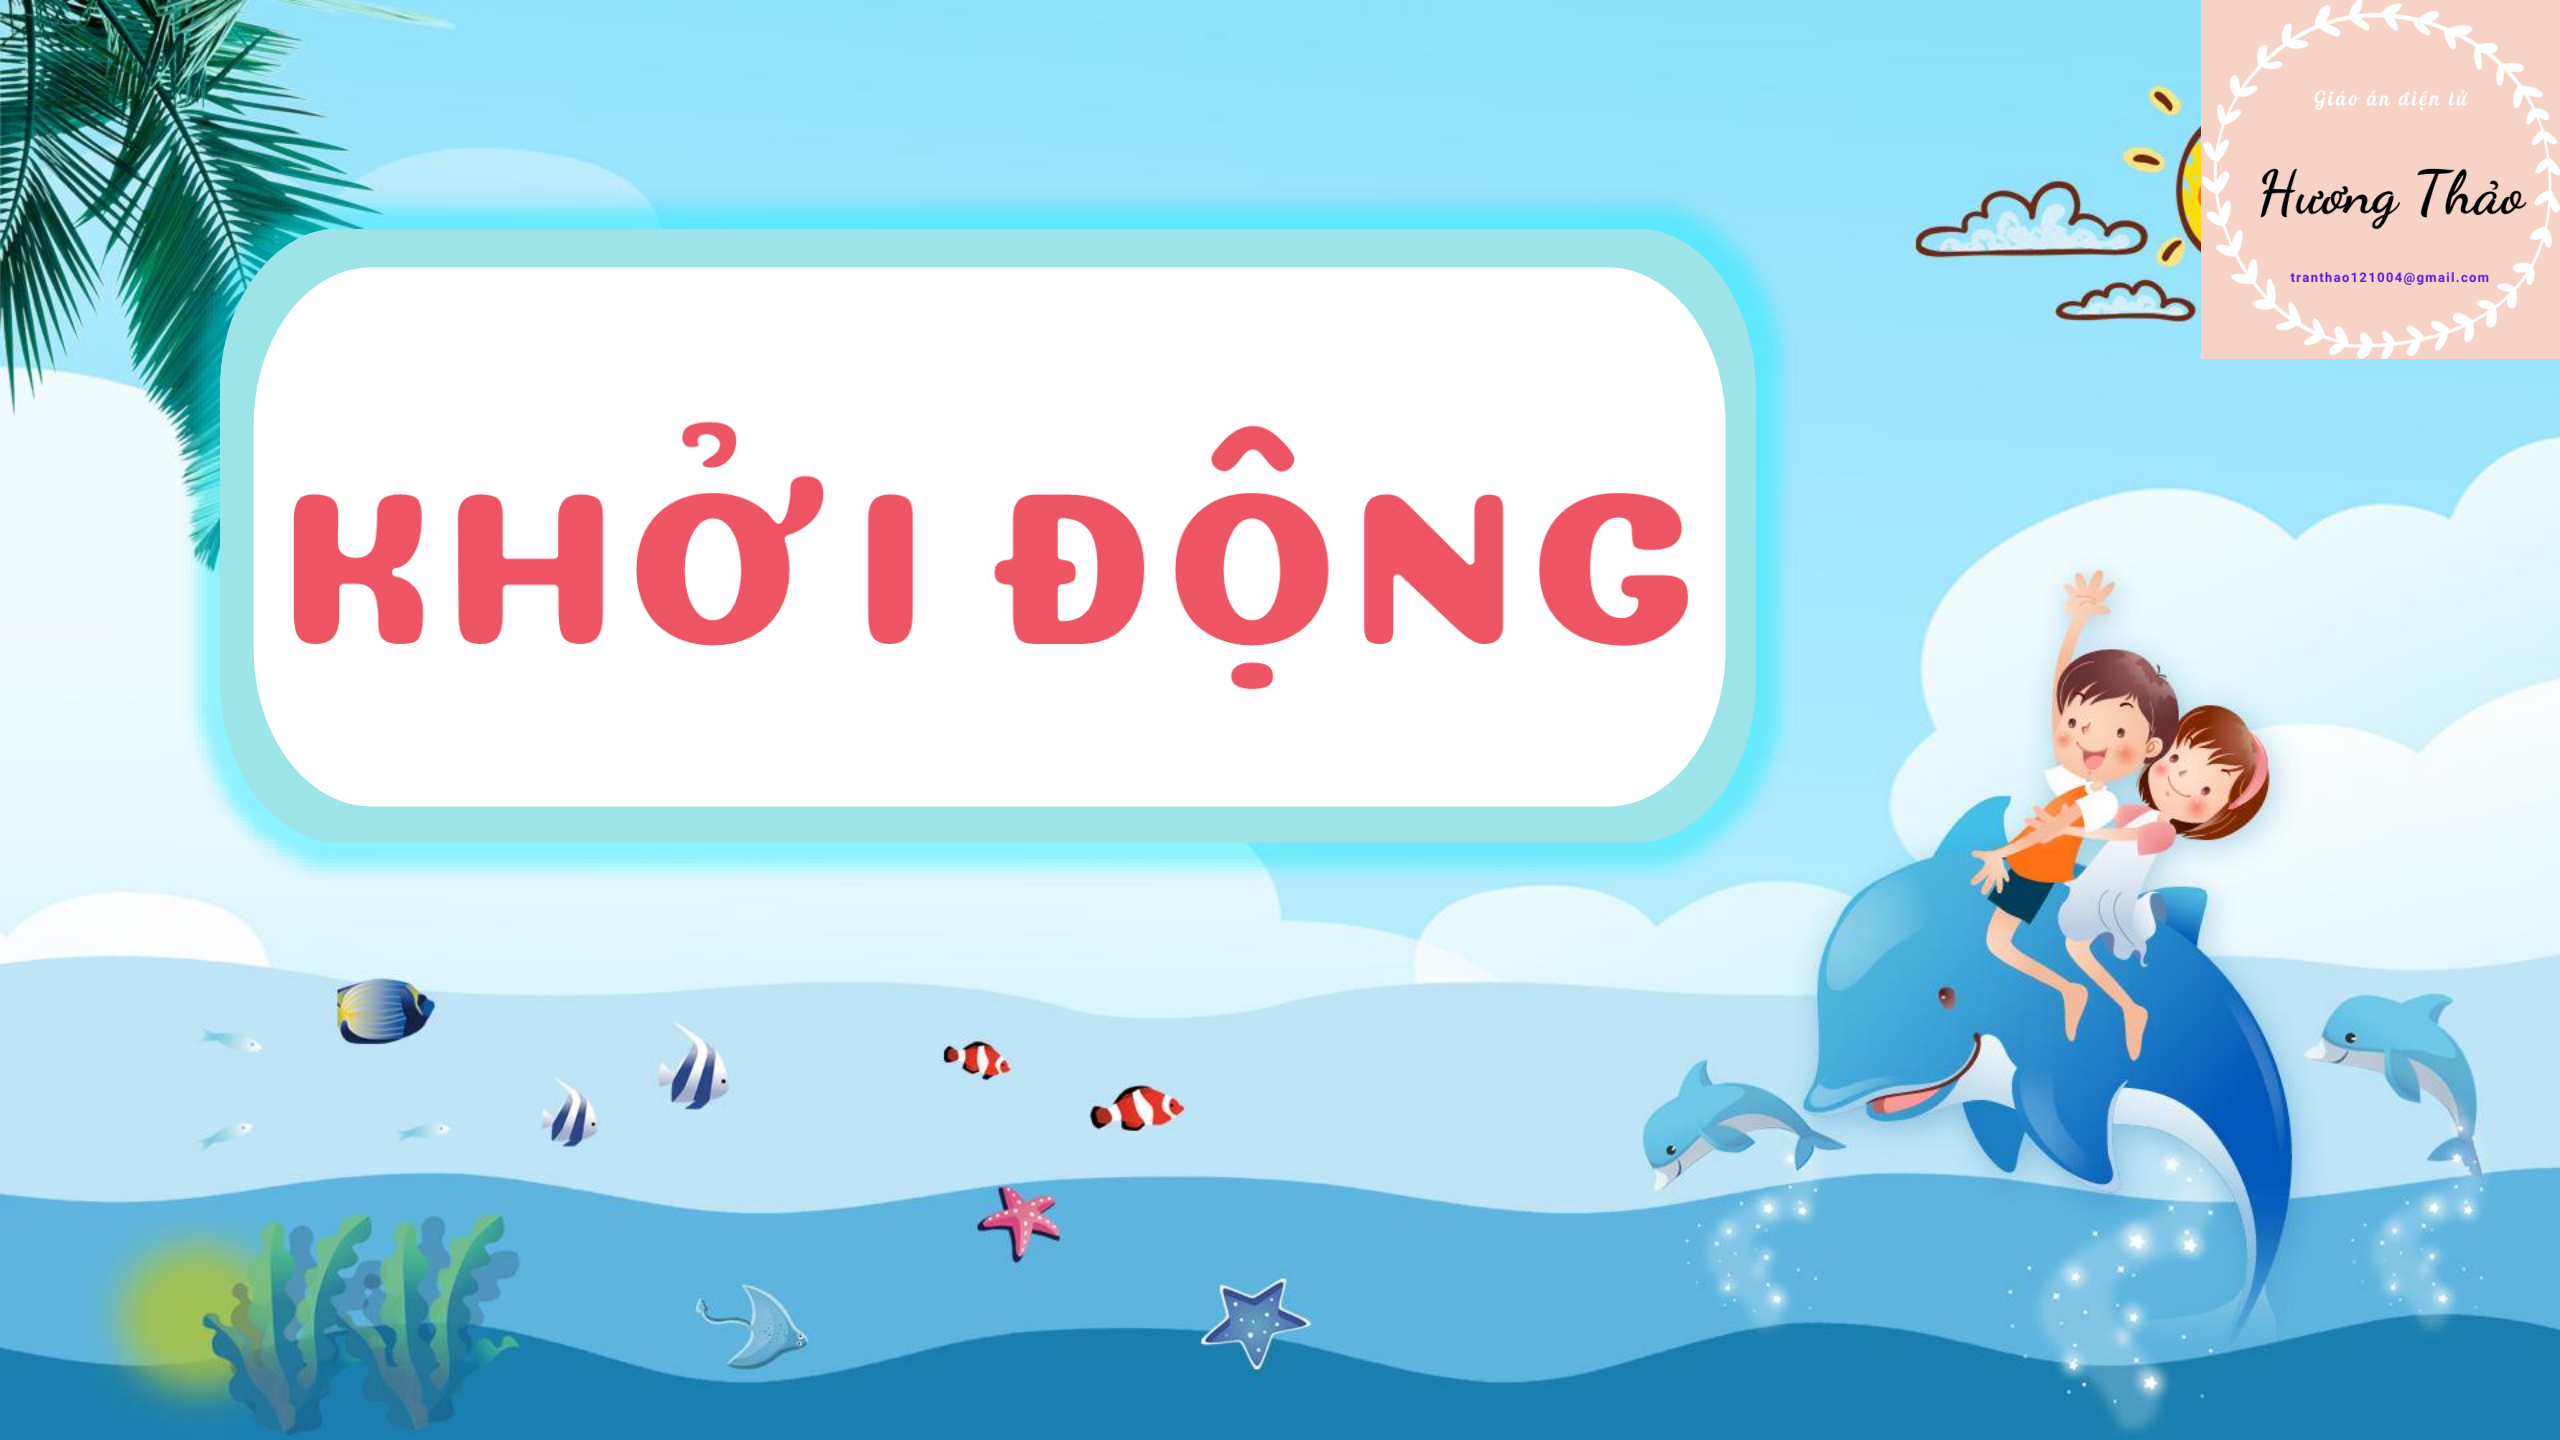 KHỞI ĐỘNG
Giáo án điện tử
Hương Thảo
tranthao121004@gmail.com